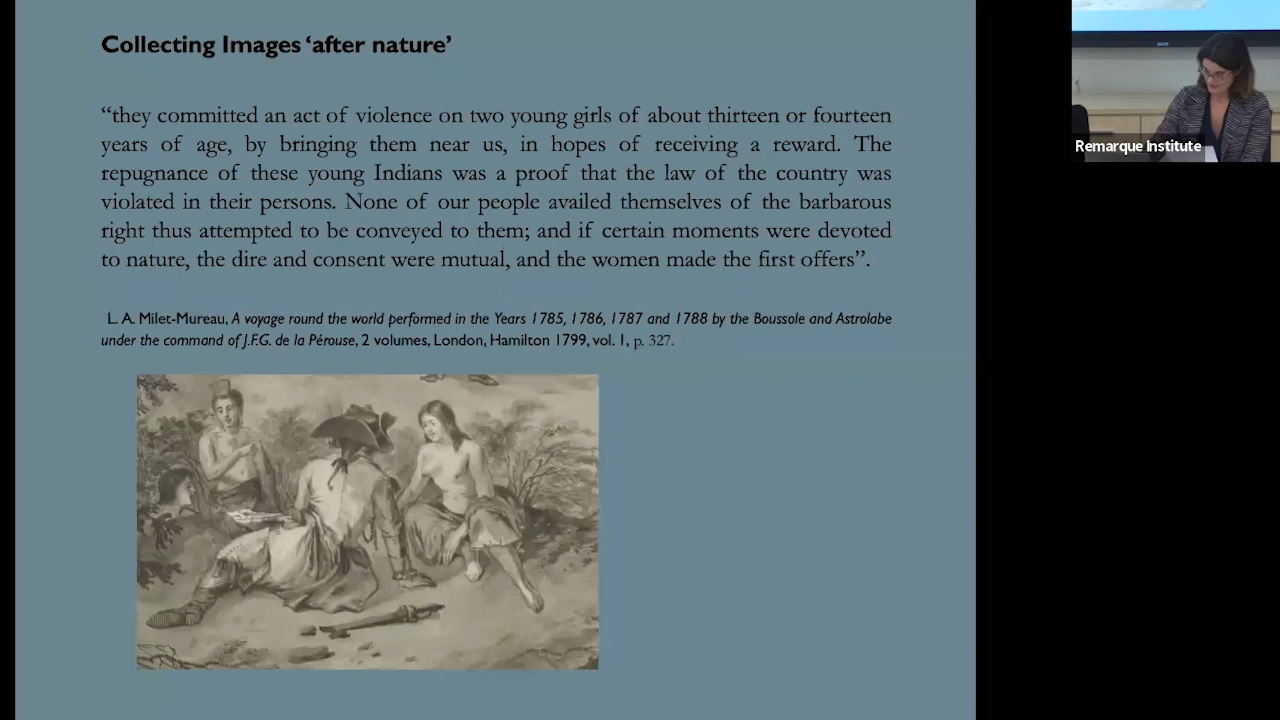 Collecting Images ‘after nature’
“they committed an act of violence on two young girls of about thirteen or fourteen
years of age, by bringing them near us, in hopes of receiving a reward. The
repugnance of these young Indians was a proof that the law of the country was
violated in their persons. None of our people availed themselves of the barbarous
right thus attempted to be conveyed to them; and if certain moments were devoted
to nature, the dire and consent were mutual, and the women made the first offers”.
L. A. Milet-Mureau, A voyage round the world performed in the Years 1785, 1786, 1787 and 1788 by the Boussole and Astrolabe
under the command of J.F.G. de la Pérouse, 2 volumes, London, Hamilton 1799, vol. 1, p. 327.
Remarque Institute